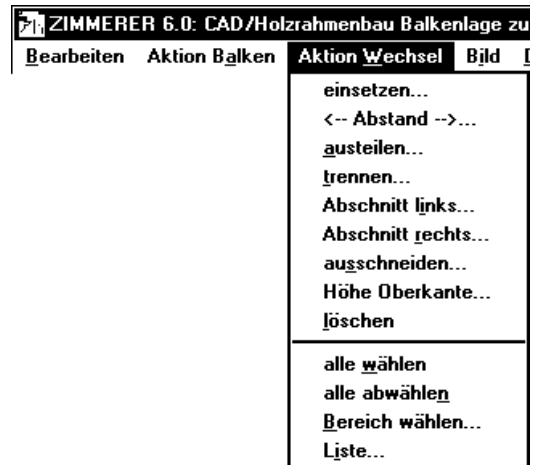 ZIMMERER 6.0: CAD/Holzrahmenbau Balkenlage zu
Bearbeiten Aktion Balken Aktion Wechsel Bild
einsetzen...
<-- Abstand -->...
austeilen...
trennen...
Abschnitt links...
Abschnitt rechts...
ausschneiden...
Höhe Oberkante...
löschen
alle wählen
alle abwählen
Bereich wählen...
Liste...